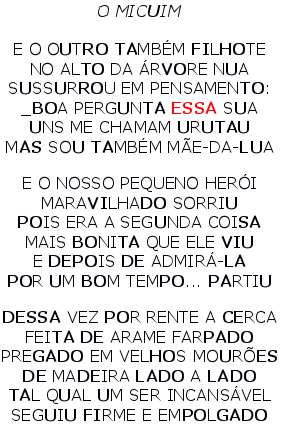 O MICUIM
E O OUTRO TAMBÉM FILHOTE
NO ALTO DA ÁRVORE NUA
SUSSURROU EM PENSAMENTO:
_BOA PERGUNTA ESSA SUA
UNS ME CHAMAM URUTAU
MAS SOU TAMBÉM MÃE-DA-LUA
E O NOSSO PEQUENO HERÓI
MARAVILHADO SORRIU
POIS ERA A SEGUNDA COISA
MAIS BONITA QUE ELE VIU
E DEPOIS DE ADMIRÁ-LA
POR UM BOM TEMPO... PARTIU
DESSA VEZ POR RENTE A CERCA
FEITA DE ARAME FARPADO
PREGADO EM VELHOS MOURÕES
DE MADEIRA LADO A LADO
TAL QUAL UM SER INCANSÁVEL
SEGUIU FIRME E EMPOLGADO